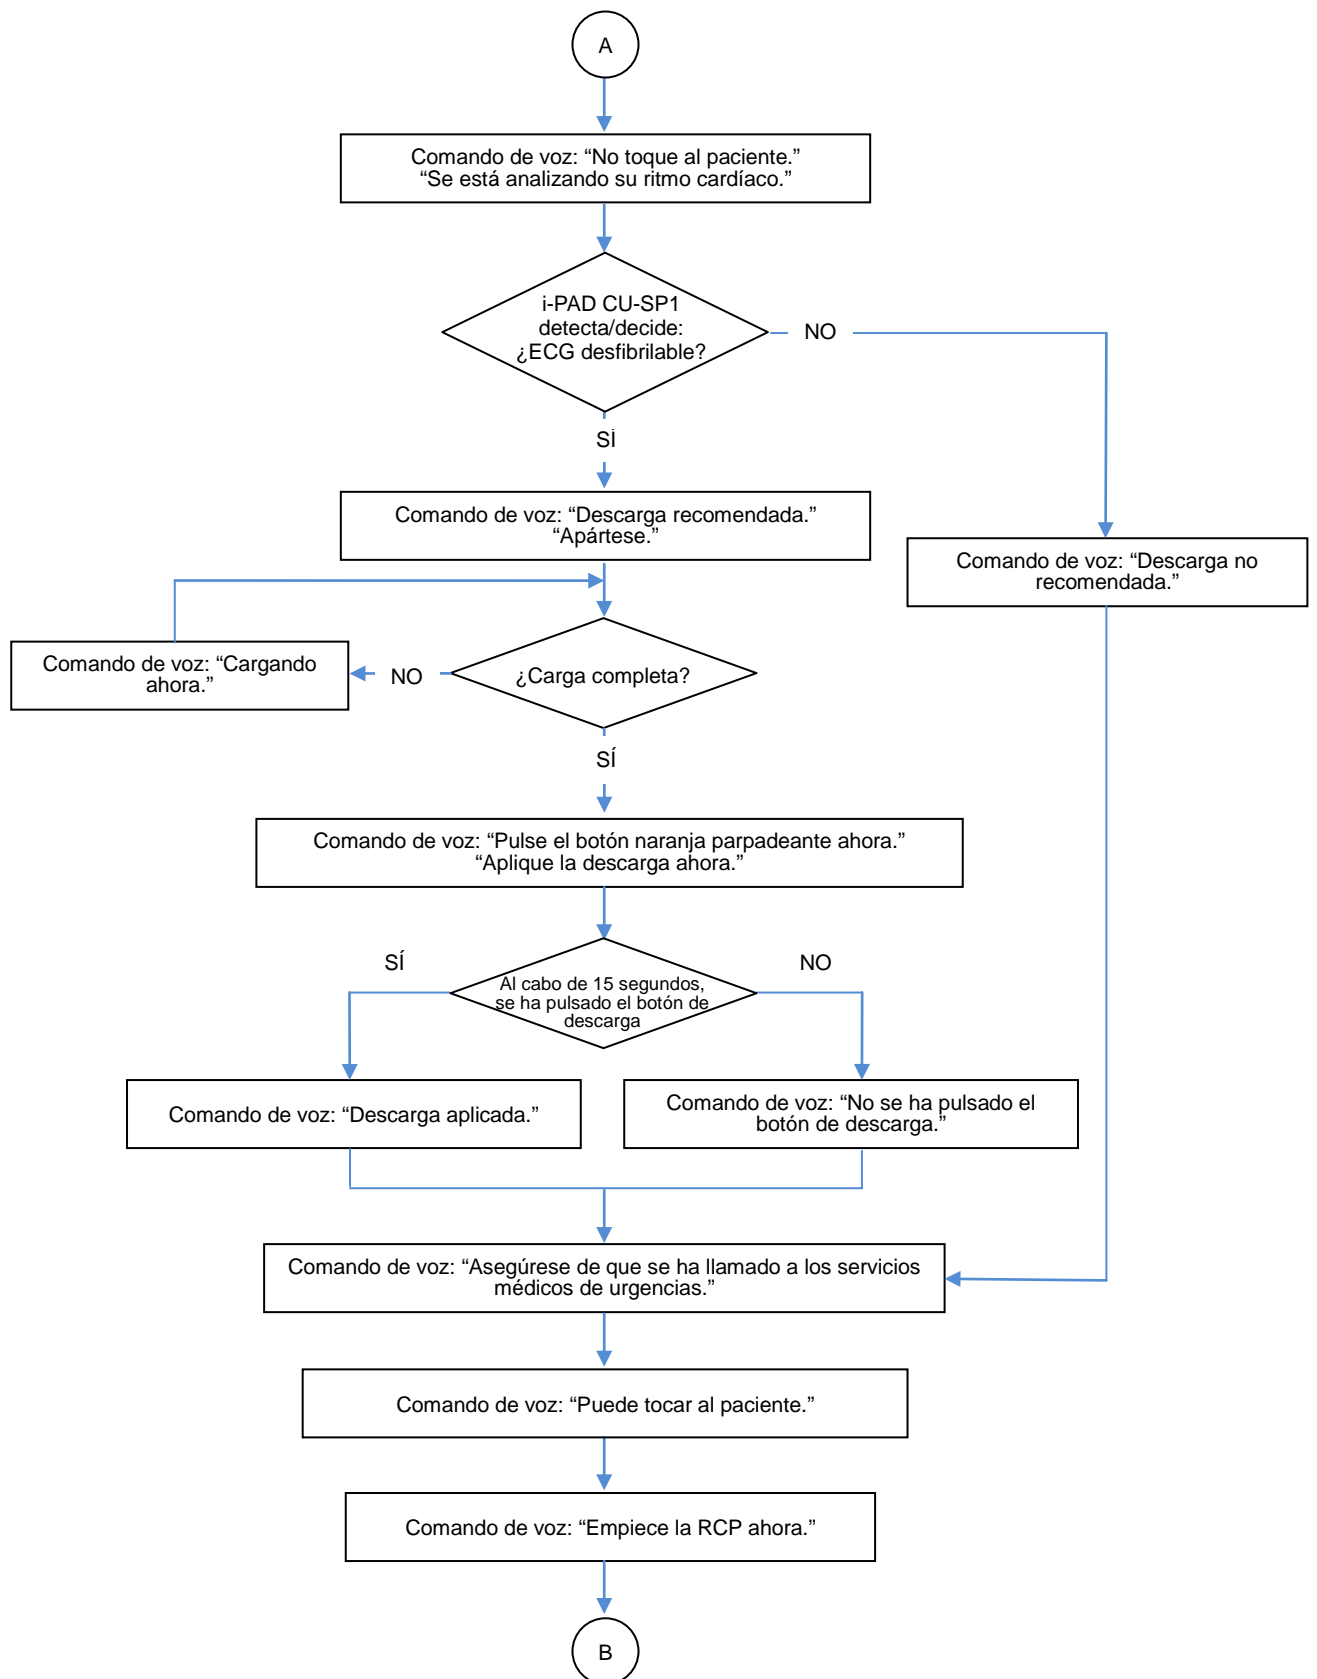 A
Comando de voz: “No toque al paciente.”
“Se está analizando su ritmo cardíaco.”
i-PAD CU-SP1
detecta/decide:
¿ECG desfibrilable?
NO
SÍ
Comando de voz: “Descarga recomendada.”
“Apártese.”
Comando de voz: “Descarga no
recomendada.”
Comando de voz: “Cargando
ahora.”
NO
¿Carga completa?
SÍ
Comando de voz: “Pulse el botón naranja parpadeante ahora.”
“Aplique la descarga ahora.”
SÍ
NO
Al cabo de 15 segundos,
se ha pulsado el botón de
descarga
Comando de voz: “Descarga aplicada.”
Comando de voz: “No se ha pulsado el
botón de descarga.”
Comando de voz: “Asegúrese de que se ha llamado a los servicios
médicos de urgencias.”
Comando de voz: “Puede tocar al paciente.”
Comando de voz: “Empiece la RCP ahora.”
B